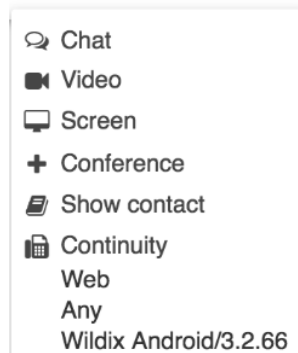 Chat
Video
Screen
Conference
Show contact
Continuity
Web
Any
Wildix Android/3.2.66